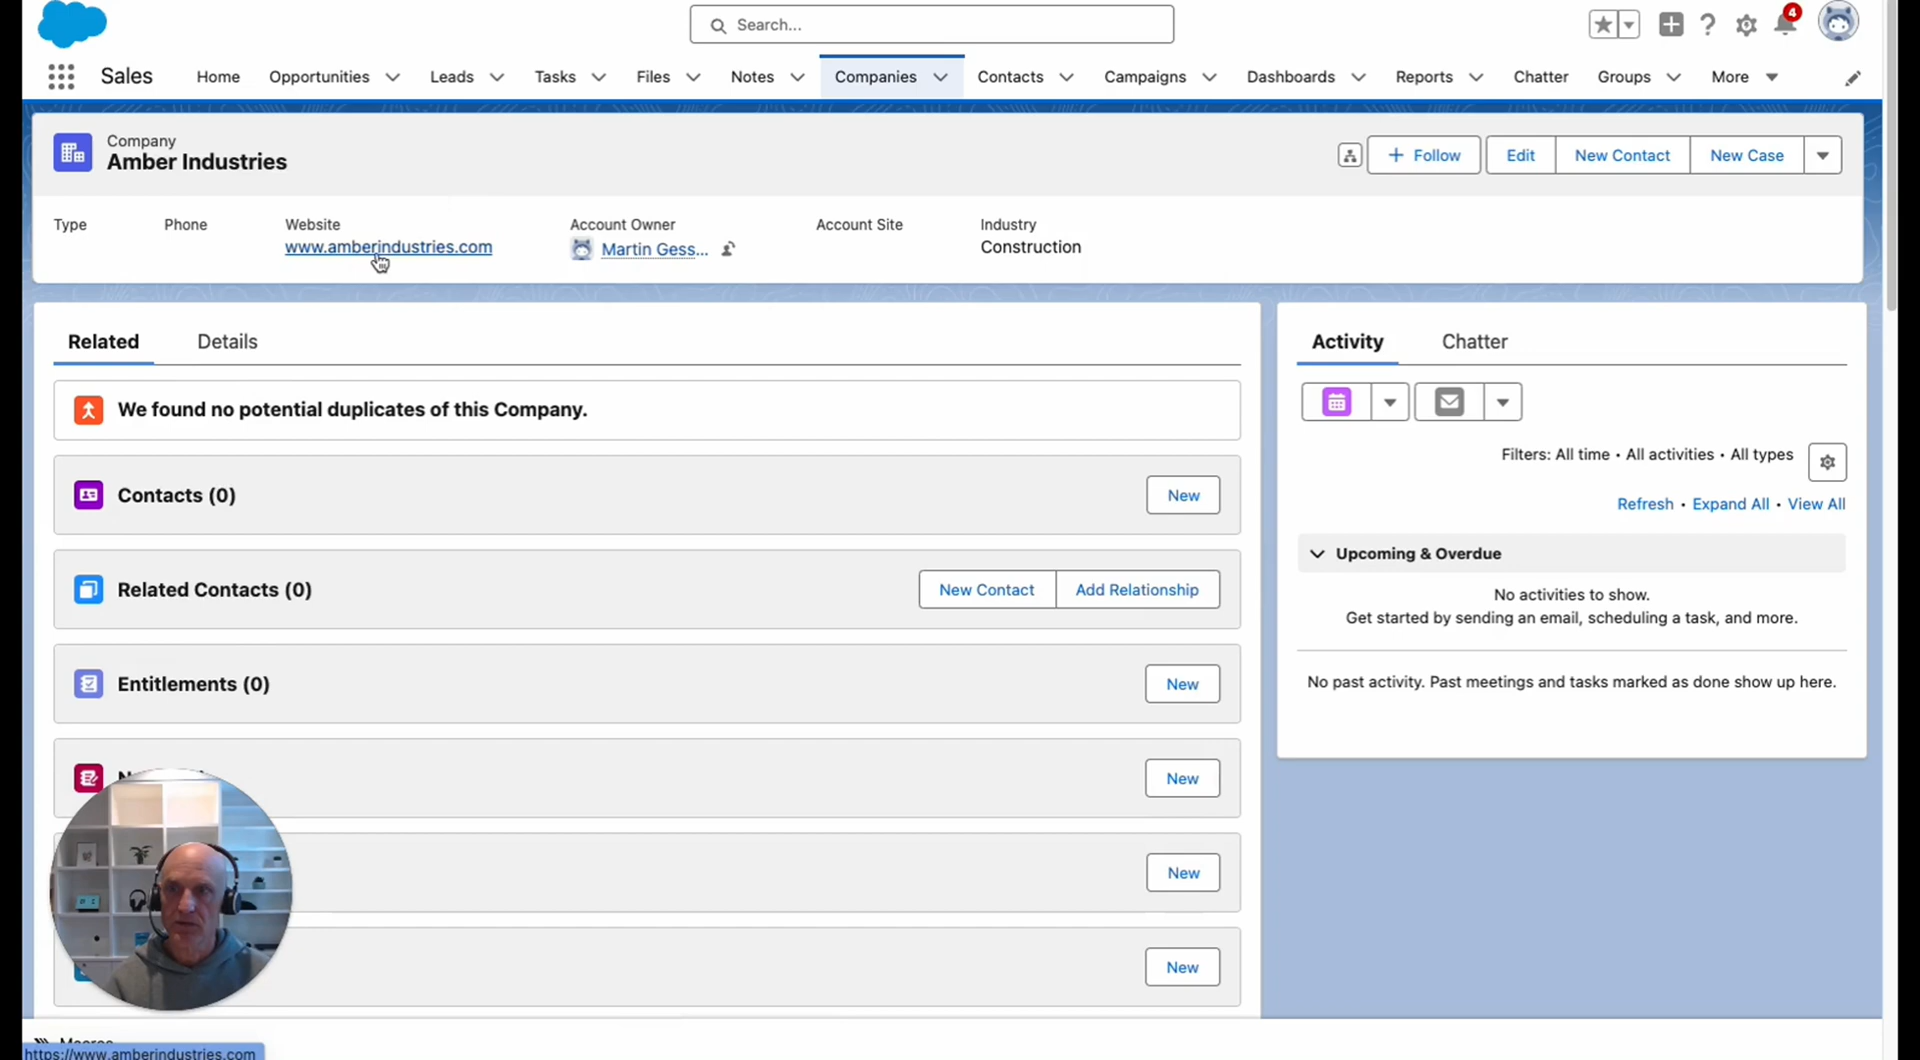 Search...
4
Sales
Home
Opportunities
Leads
Tasks
Files
Notes
Companies
Contacts
Campaigns
Dashboards
Reports
Chatter
Groups
More
Company
Amber Industries
+ Follow
Edit
New Contact
New Case
Type
Phone
Website
www.amberindustries.com
Account Owner
Martin Gess...
Account Site
Industry
Construction
Related
Details
We found no potential duplicates of this Company.
Contacts (0)
New
Related Contacts (0)
New Contact
Add Relationship
Entitlements (0)
New
New
New
New
Activity
Chatter
Filters: All time • All activities • All types
Refresh • Expand All • View All
Upcoming & Overdue
No activities to show.
Get started by sending an email, scheduling a task, and more.
No past activity. Past meetings and tasks marked as done show up here.
https://www.amberindustries.com